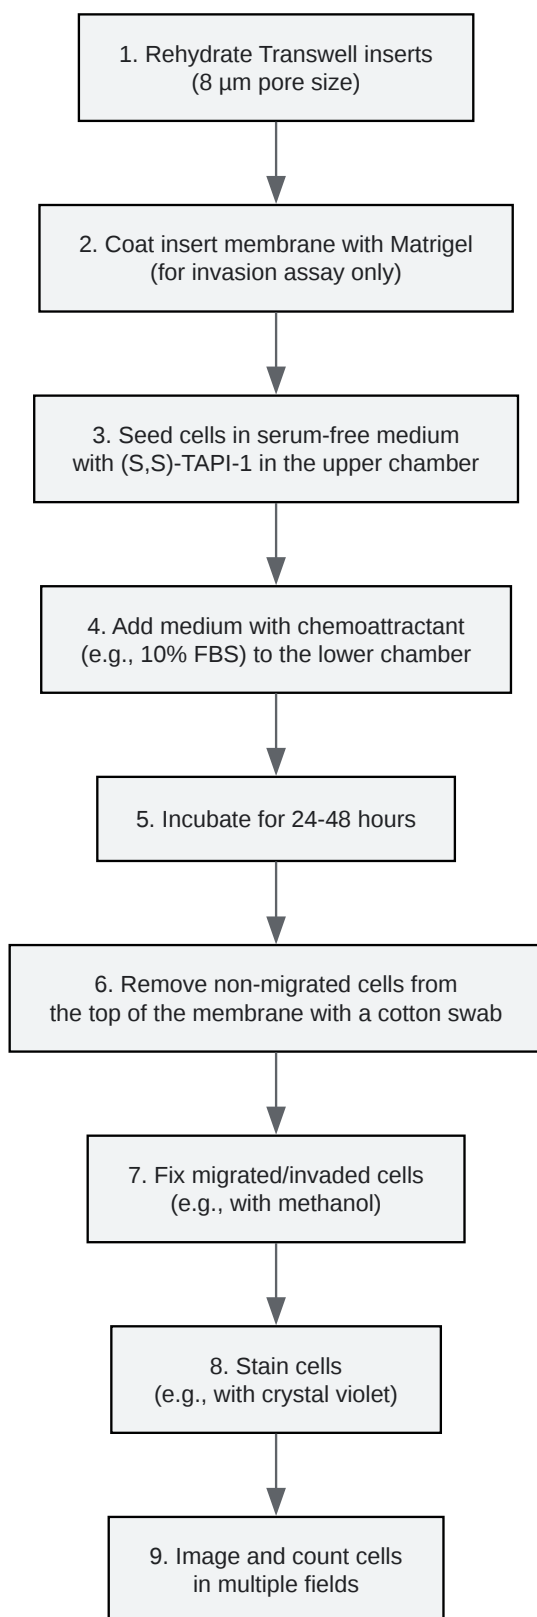 1. Rehydrate Transwell inserts
(8 µm pore size)
2. Coat insert membrane with Matrigel
(for invasion assay only)
3. Seed cells in serum-free medium
with (S,S)-TAPI-1 in the upper chamber
4. Add medium with chemoattractant
(e.g., 10% FBS) to the lower chamber
5. Incubate for 24-48 hours
6. Remove non-migrated cells from
the top of the membrane with a cotton swab
7. Fix migrated/invaded cells
(e.g., with methanol)
8. Stain cells
(e.g., with crystal violet)
9. Image and count cells
in multiple fields